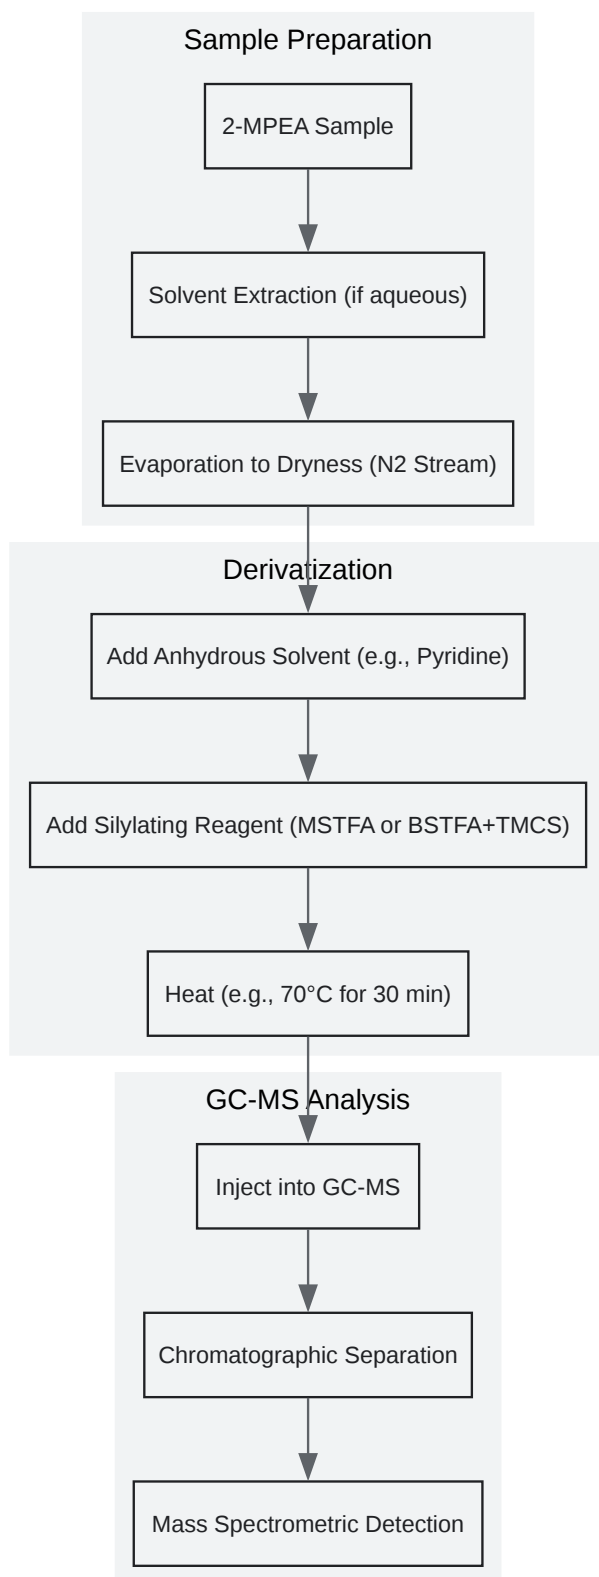 Sample Preparation
2-MPEA Sample
Solvent Extraction (if aqueous)
Evaporation to Dryness (N2 Stream)
Derivatization
Add Anhydrous Solvent (e.g., Pyridine)
Add Silylating Reagent (MSTFA or BSTFA+TMCS)
Heat (e.g., 70°C for 30 min)
GC-MS Analysis
Inject into GC-MS
Chromatographic Separation
Mass Spectrometric Detection